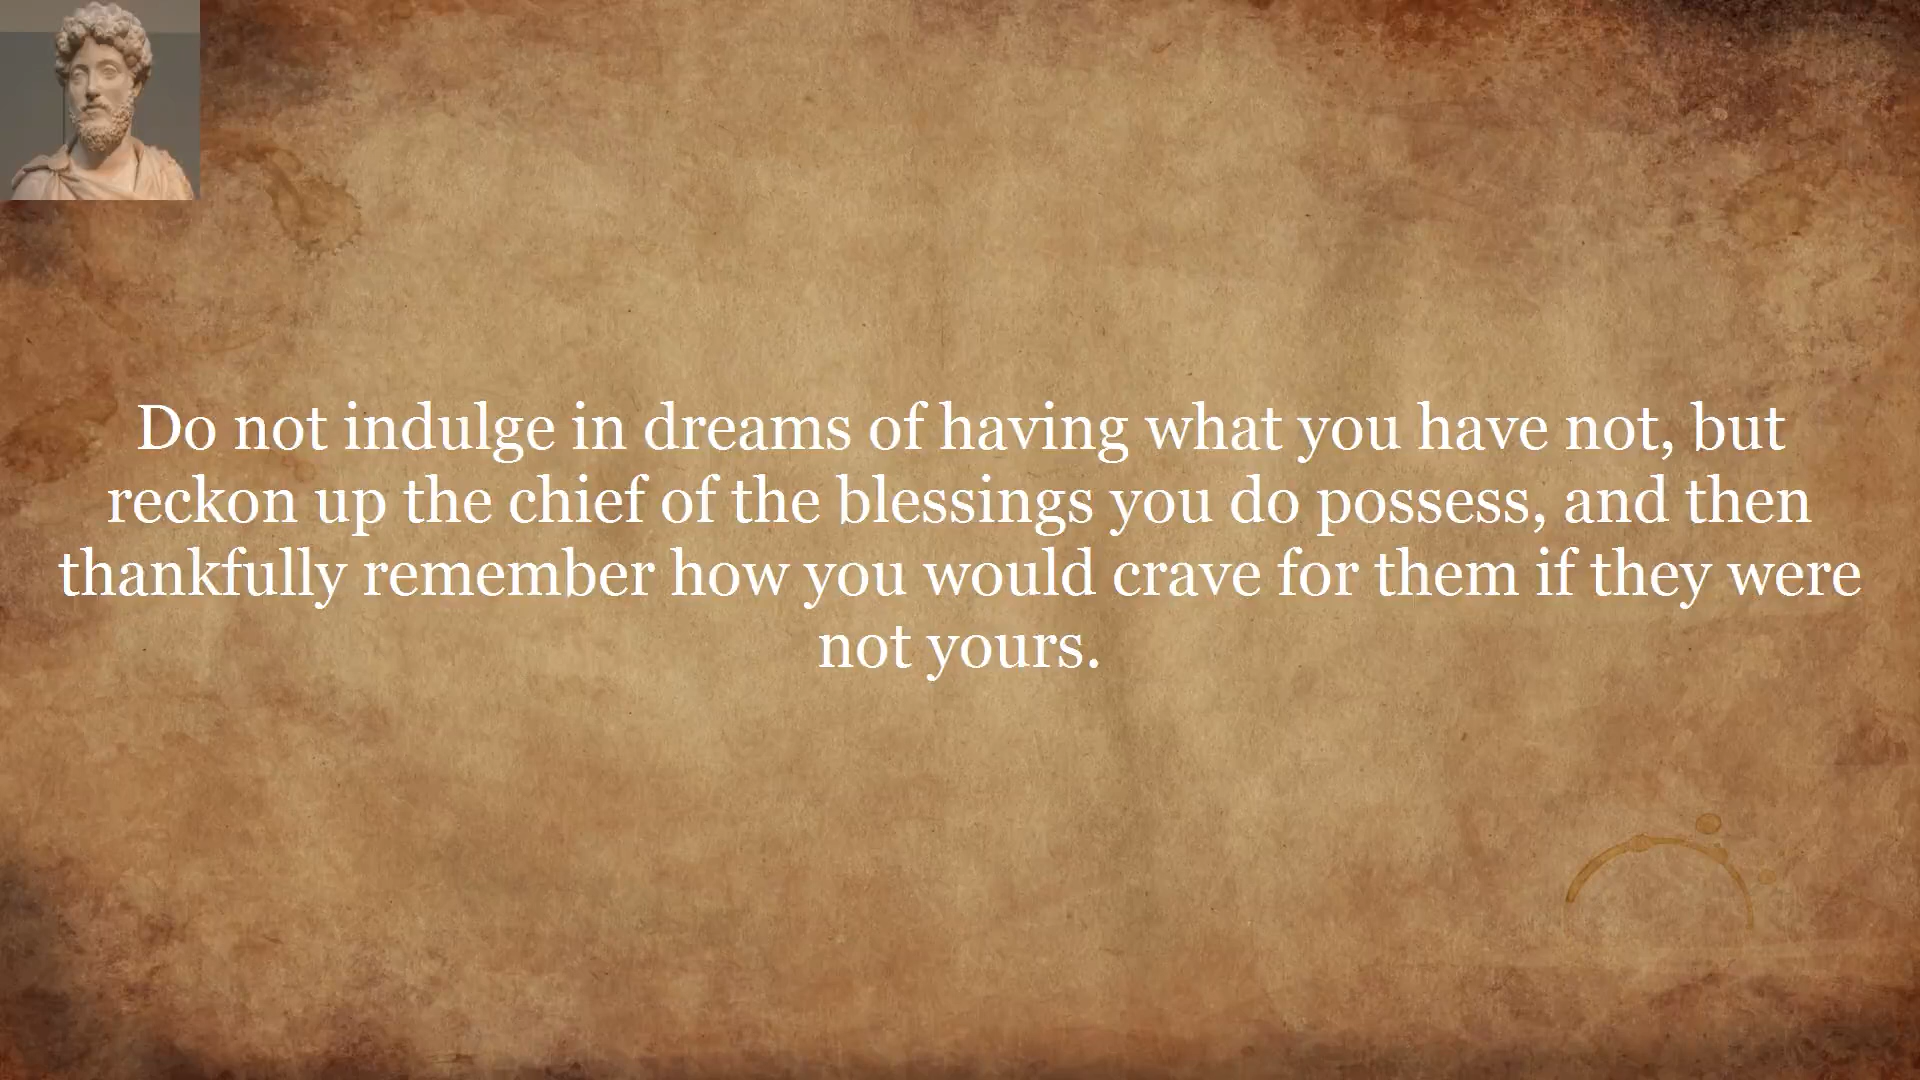 Do not indulge in dreams of having what you have not, but
reckon up the chief of the blessings you do possess, and then
thankfully remember how you would crave for them if they were
not yours.